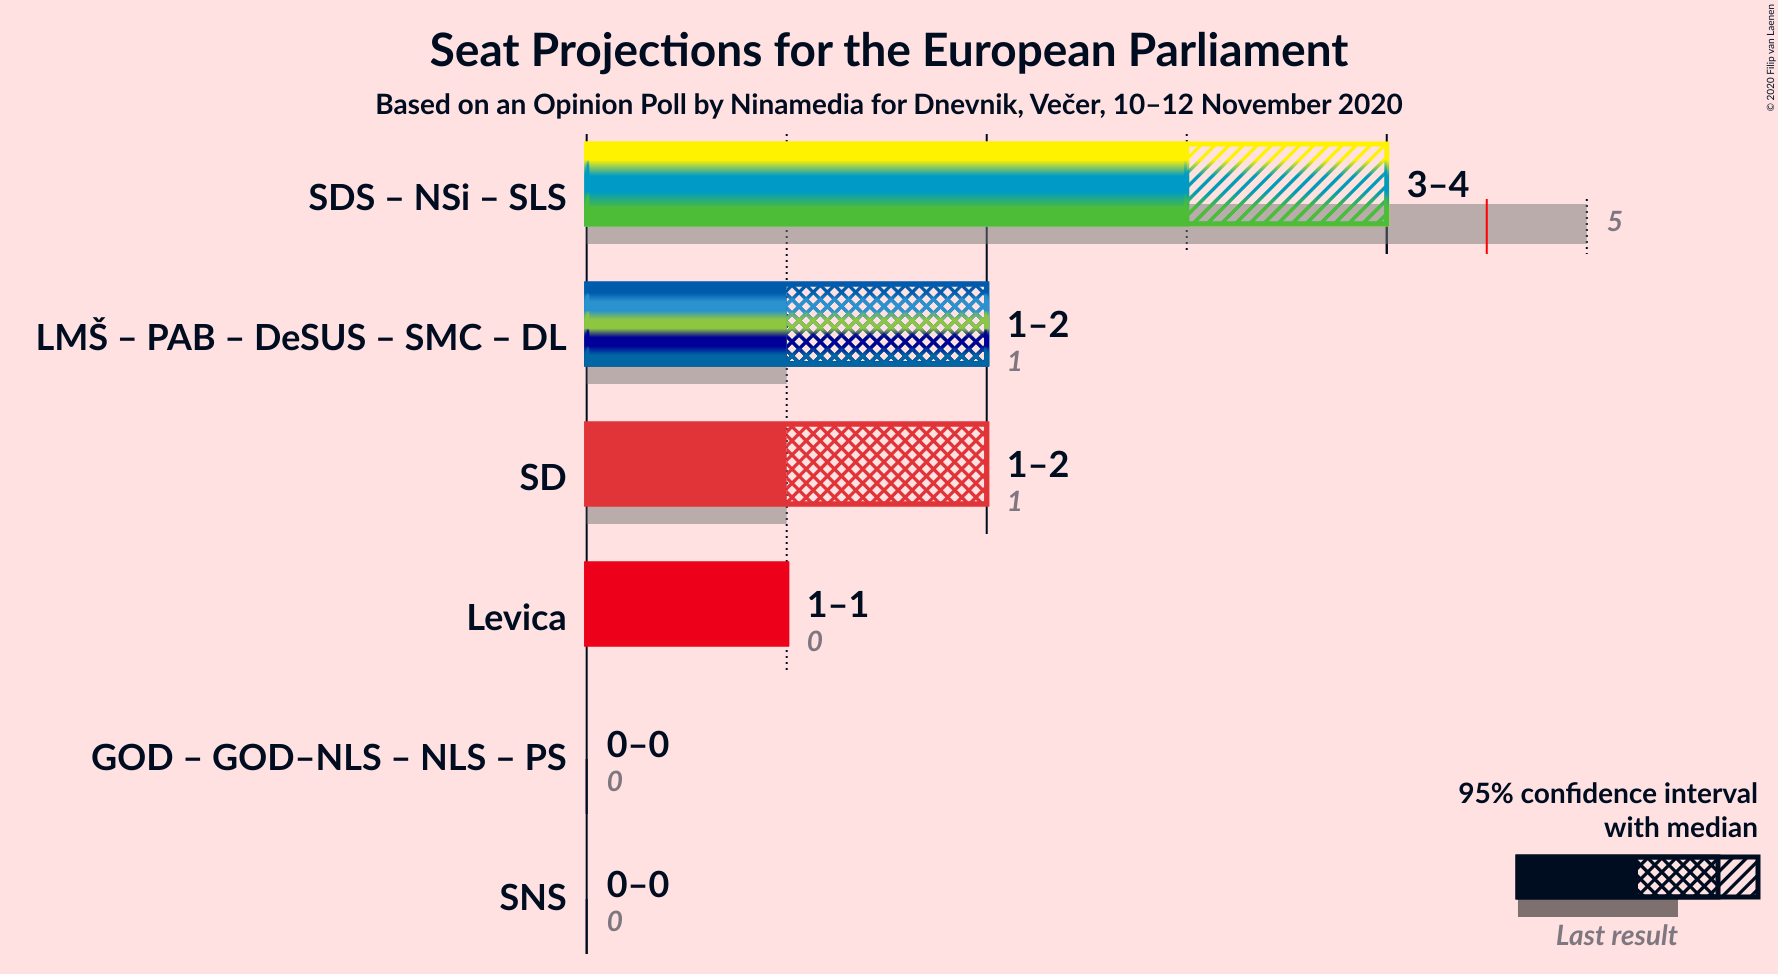 Seat Projections for the European Parliament
Based on an Opinion Poll by Ninamedia for Dnevnik, Večer, 10–12 November 2020
© 2020 Filip van Laenen
SDS – NSi – SLS
3–4
5
LMŠ – PAB – DeSUS – SMC – DL
1–2
1
SD
1–2
1
Levica
1–1
0
GOD – GOD–NLS – NLS – PS
0–0
0
SNS
0–0
0
95% confidence interval
with median
Last result